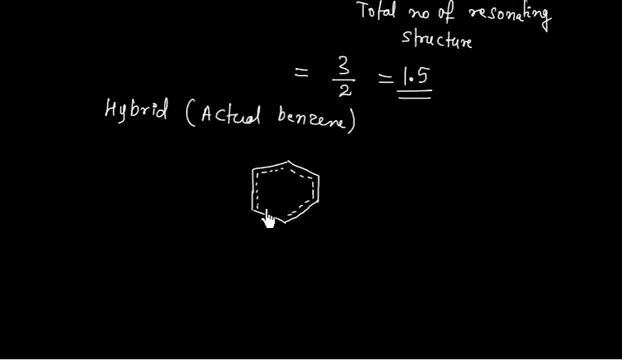 Total no of resonating
structure
= 3/2 = 1.5
Hybrid (Actual benzene)